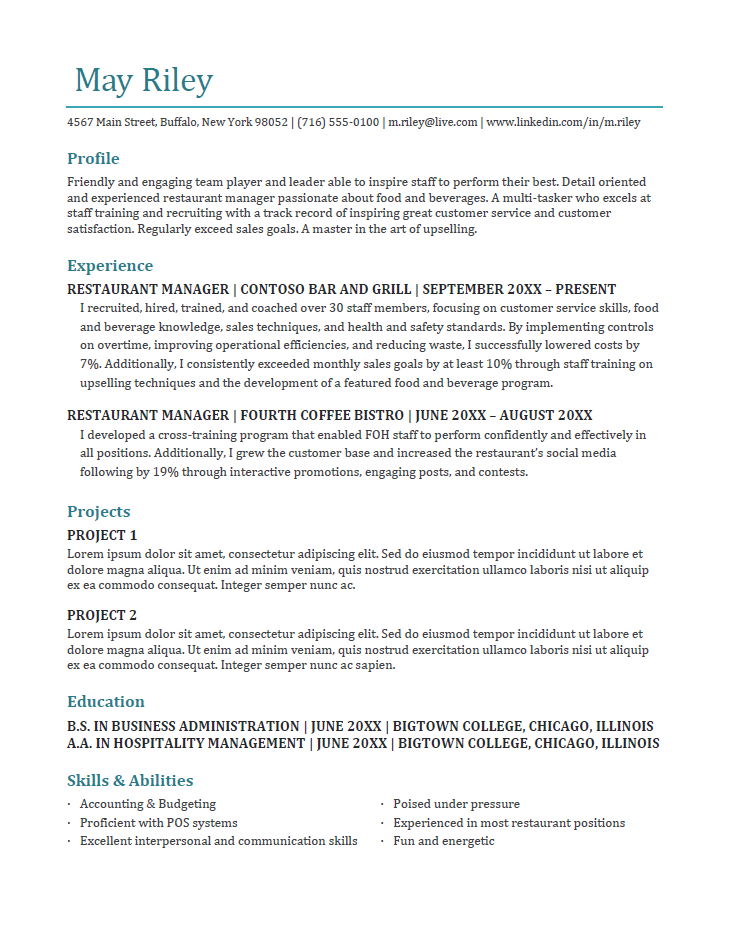 May Riley
4567 Main Street, Buffalo, New York 98052 | (716) 555-0100 | m.riley@live.com | www.linkedin.com/in/m.riley
Profile
Friendly and engaging team player and leader able to inspire staff to perform their best. Detail oriented
and experienced restaurant manager passionate about food and beverages. A multi-tasker who excels at
staff training and recruiting with a track record of inspiring great customer service and customer
satisfaction. Regularly exceed sales goals. A master in the art of upselling.
Experience
RESTAURANT MANAGER | CONTOSO BAR AND GRILL | SEPTEMBER 20XX – PRESENT
I recruited, hired, trained, and coached over 30 staff members, focusing on customer service skills, food
and beverage knowledge, sales techniques, and health and safety standards. By implementing controls
on overtime, improving operational efficiencies, and reducing waste, I successfully lowered costs by
7%. Additionally, I consistently exceeded monthly sales goals by at least 10% through staff training on
upselling techniques and the development of a featured food and beverage program.
RESTAURANT MANAGER | FOURTH COFFEE BISTRO | JUNE 20XX – AUGUST 20XX
I developed a cross-training program that enabled FOH staff to perform confidently and effectively in
all positions. Additionally, I grew the customer base and increased the restaurant's social media
following by 19% through interactive promotions, engaging posts, and contests.
Projects
PROJECT 1
Lorem ipsum dolor sit amet, consectetur adipiscing elit. Sed do eiusmod tempor incididunt ut labore et
dolore magna aliqua. Ut enim ad minim veniam, quis nostrud exercitation ullamco laboris nisi ut aliquip
ex ea commodo consequat. Integer semper nunc ac.
PROJECT 2
Lorem ipsum dolor sit amet, consectetur adipiscing elit. Sed do eiusmod tempor incididunt ut labore et
dolore magna aliqua. Ut enim ad minim veniam, quis nostrud exercitation ullamco laboris nisi ut aliquip
ex ea commodo consequat. Integer semper nunc ac sapien.
Education
B.S. IN BUSINESS ADMINISTRATION | JUNE 20XX | BIGTOWN COLLEGE, CHICAGO, ILLINOIS
A.A. IN HOSPITALITY MANAGEMENT | JUNE 20XX | BIGTOWN COLLEGE, CHICAGO, ILLINOIS
Skills & Abilities
· Accounting & Budgeting
· Proficient with POS systems
· Excellent interpersonal and communication skills
· Poised under pressure
· Experienced in most restaurant positions
· Fun and energetic